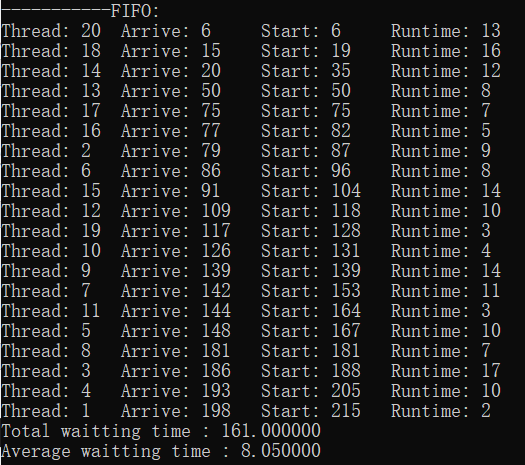 -----------FIFO:
Thread: 20 Arrive: 6 Start: 6 Runtime: 13
Thread: 18 Arrive: 15 Start: 19 Runtime: 16
Thread: 14 Arrive: 20 Start: 35 Runtime: 12
Thread: 13 Arrive: 50 Start: 50 Runtime: 8
Thread: 17 Arrive: 75 Start: 75 Runtime: 7
Thread: 16 Arrive: 77 Start: 82 Runtime: 5
Thread: 2 Arrive: 79 Start: 87 Runtime: 9
Thread: 6 Arrive: 86 Start: 96 Runtime: 8
Thread: 15 Arrive: 91 Start: 104 Runtime: 14
Thread: 12 Arrive: 109 Start: 118 Runtime: 10
Thread: 19 Arrive: 117 Start: 128 Runtime: 3
Thread: 10 Arrive: 126 Start: 131 Runtime: 4
Thread: 9 Arrive: 139 Start: 139 Runtime: 14
Thread: 7 Arrive: 142 Start: 153 Runtime: 11
Thread: 11 Arrive: 144 Start: 164 Runtime: 3
Thread: 5 Arrive: 148 Start: 167 Runtime: 10
Thread: 8 Arrive: 181 Start: 181 Runtime: 7
Thread: 3 Arrive: 186 Start: 188 Runtime: 17
Thread: 4 Arrive: 193 Start: 205 Runtime: 10
Thread: 1 Arrive: 198 Start: 215 Runtime: 2
Total waitting time : 161.000000
Average waitting time : 8.050000